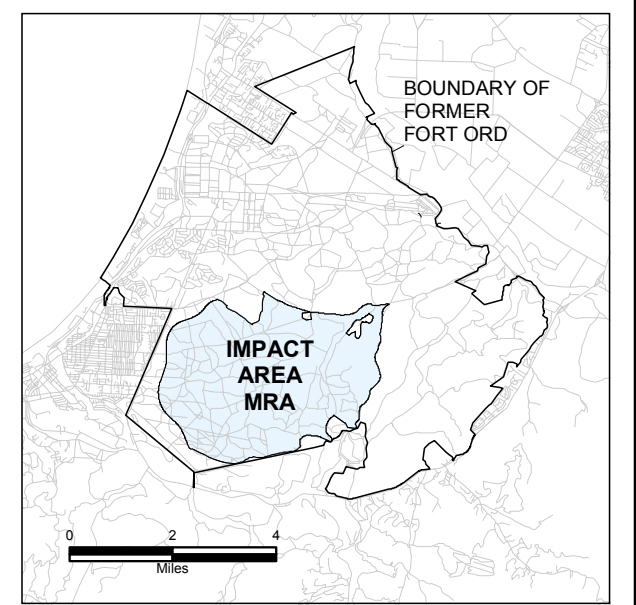 BOUNDARY OF
FORMER
FORT ORD
IMPACT
AREA
MRA
0 2 4
Miles